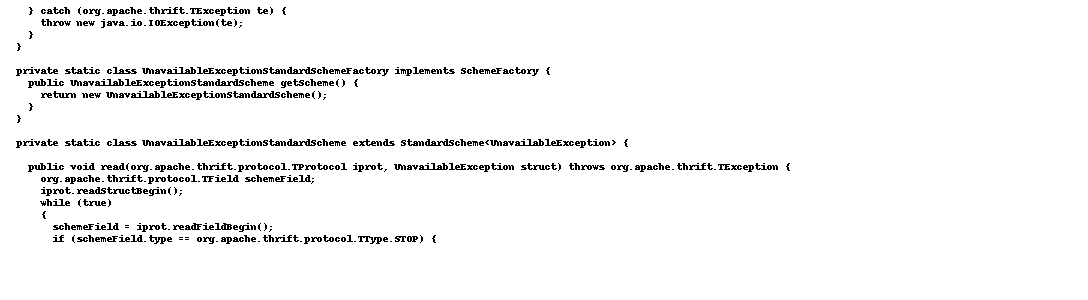 } catch (org.apache.thrift.TException te) {
throw new java.io.IOException(te);
}
}
private static class UnavailableExceptionStandardSchemeFactory implements SchemeFactory {
public UnavailableExceptionStandardScheme getScheme() {
return new UnavailableExceptionStandardScheme();
}
}
private static class UnavailableExceptionStandardScheme extends StandardScheme<UnavailableException> {
public void read(org.apache.thrift.protocol.TProtocol iprot, UnavailableException struct) throws org.apache.thrift.TException {
org.apache.thrift.protocol.TField schemeField;
iprot.readStructBegin();
while (true)
{
schemeField = iprot.readFieldBegin();
if (schemeField.type == org.apache.thrift.protocol.TType.STOP) {